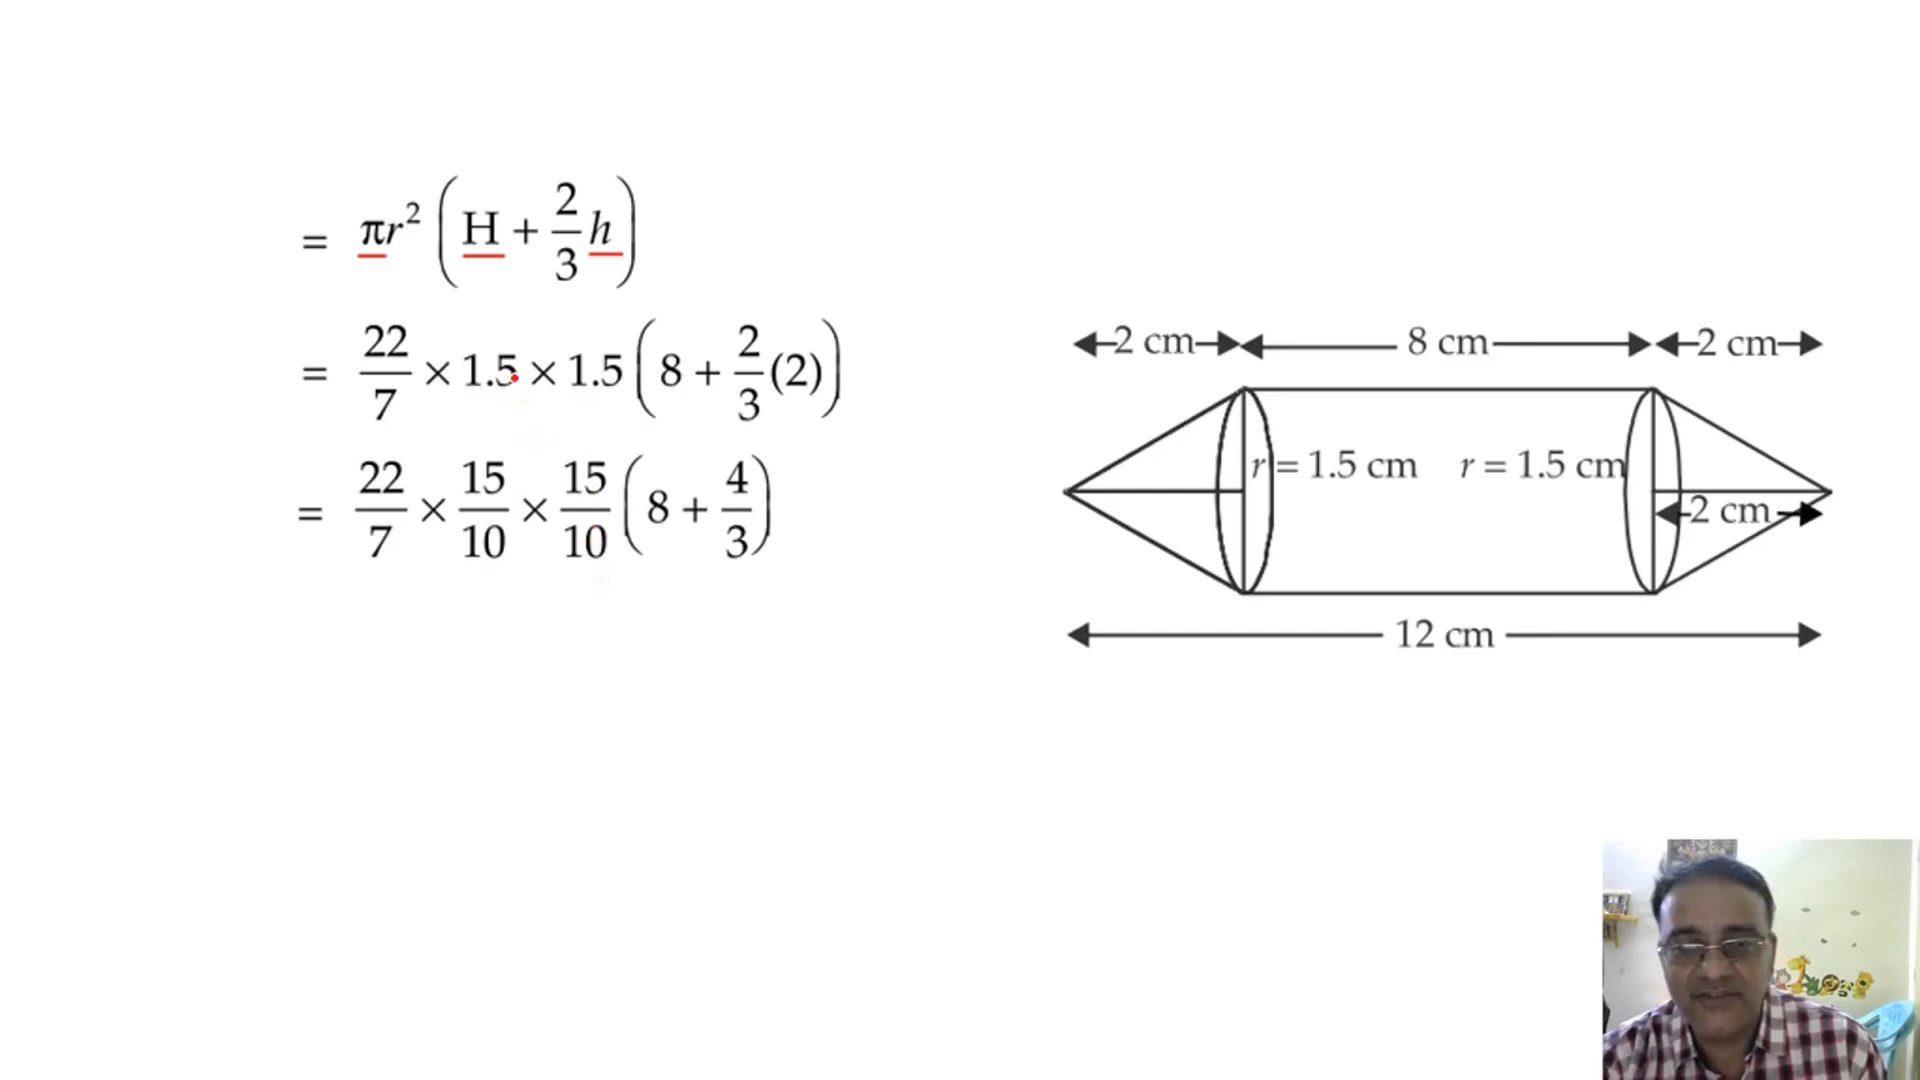 = πr² (H + 2/3 h)
= 22/7 × 1.5 × 1.5 (8 + 2/3 (2))
= 22/7 × 15/10 × 15/10 (8 + 4/3)
2 cm 8 cm 2 cm
r = 1.5 cm r = 1.5 cm
2 cm
12 cm